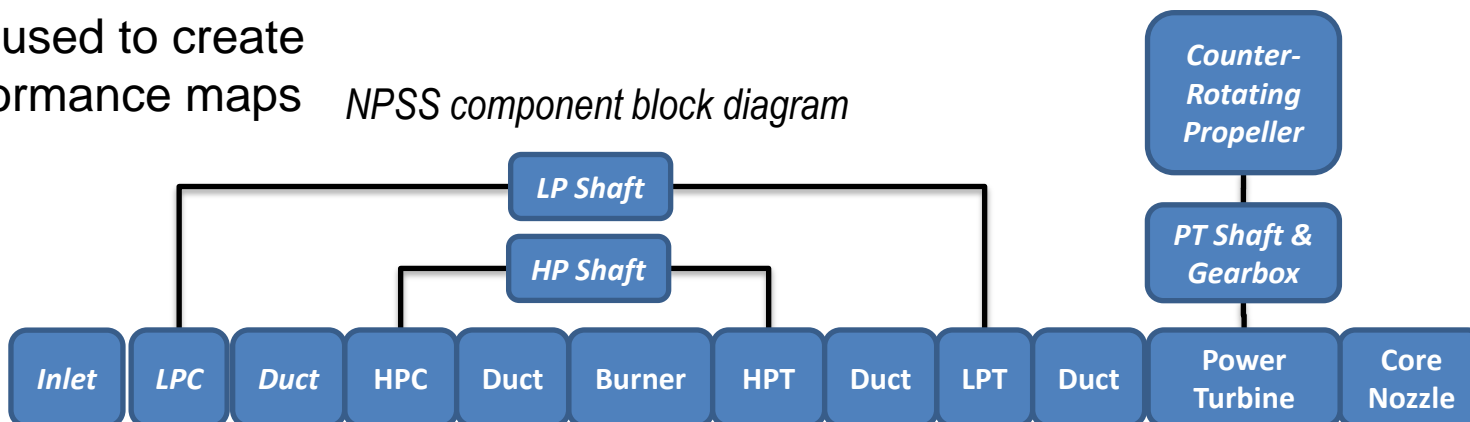 used to create
ormance maps
NPSS component block diagram
Counter-
Rotating
Propeller
LP Shaft
PT Shaft &
Gearbox
HP Shaft
Inlet
LPC
Duct
HPC
Duct
Burner
HPT
Duct
LPT
Duct
Power
Turbine
Core
Nozzle